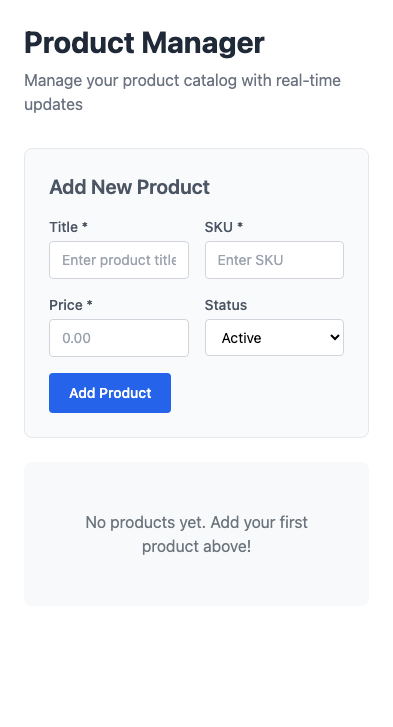 Product Manager
Manage your product catalog with real-time
updates
Add New Product
Title * SKU *
Enter product title Enter SKU
Price * Status
0.00 Active
Add Product
No products yet. Add your first
product above!